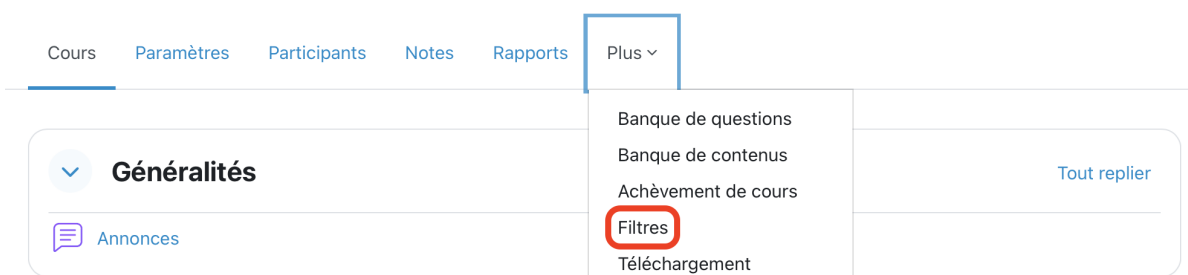 Cours Paramètres Participants Notes Rapports Plus
Banque de questions
Banque de contenus
Généralités
Tout replier
Achèvement de cours
Filtres
Annonces
Téléchargement